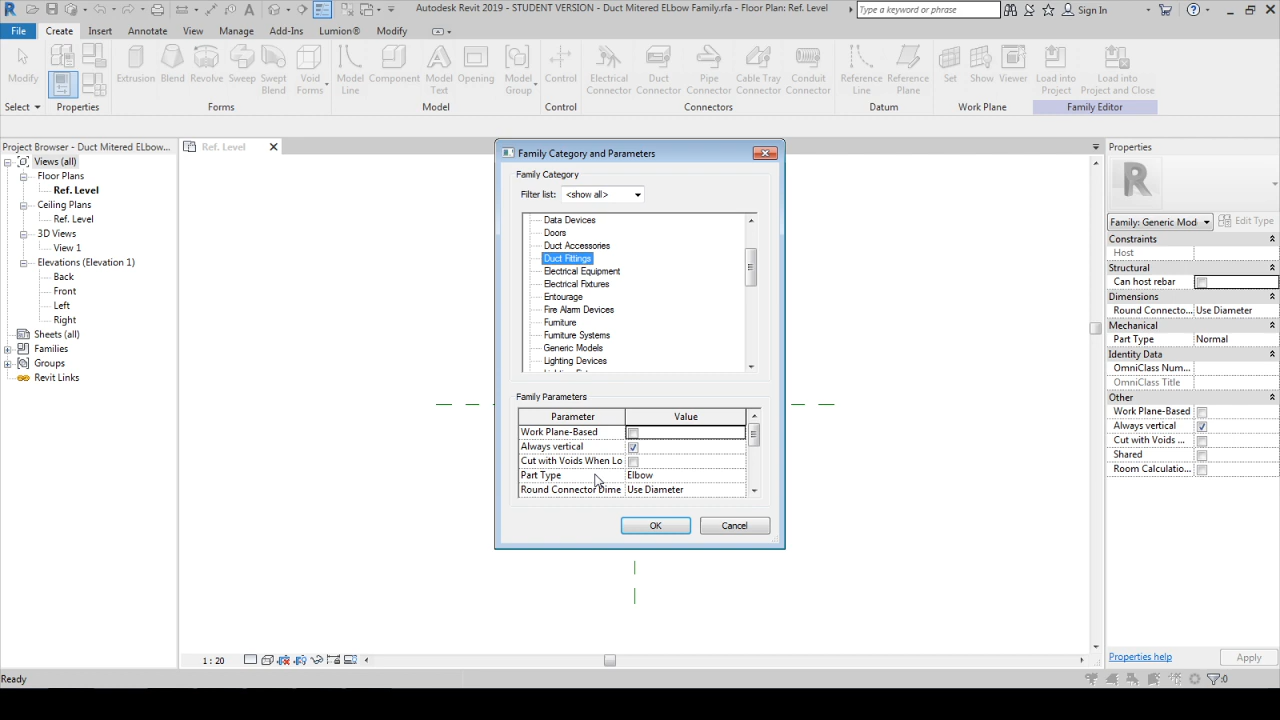 Autodesk Revit 2019 - STUDENT VERSION - Duct Mitered ELbow Family.rfa - Floor Plan: Ref. Level
Type a keyword or phrase
Sign In
File Create Insert Annotate View Manage Add-Ins Lumion® Modify
Modify
Extrusion Blend Revolve Sweep Swept Blend Void Forms
Model Line Component Model Text Opening Model Group
Control
Electrical Connector Duct Connector Pipe Connector Cable Tray Connector Conduit Connector
Reference Line Reference Plane
Set Show Viewer
Load into Project Load into Project and Close
Select Properties Forms Model Control Connectors Datum Work Plane Family Editor
Project Browser - Duct Mitered ELbow...
Views (all)
Floor Plans
Ref. Level
Ceiling Plans
Ref. Level
3D Views
View 1
Elevations (Elevation 1)
Back
Front
Left
Right
Sheets (all)
Families
Groups
Revit Links
Ref. Level
Family Category and Parameters
Family Category
Filter list: <show all>
Data Devices
Doors
Duct Accessories
Duct Fittings
Electrical Equipment
Electrical Fixtures
Entourage
Fire Alarm Devices
Furniture
Furniture Systems
Generic Models
Lighting Devices
Family Parameters
Parameter Value
Work Plane-Based
Always vertical
Cut with Voids When Lo
Part Type Elbow
Round Connector Dime Use Diameter
OK Cancel
Properties
Family: Generic Mod Edit Type
Constraints
Host
Structural
Can host rebar
Dimensions
Round Connecto... Use Diameter
Mechanical
Part Type Normal
Identity Data
OmniClass Num...
OmniClass Title
Other
Work Plane-Based
Always vertical
Cut with Voids ...
Shared
Room Calculatio...
Properties help Apply
1 : 20
Ready
:0